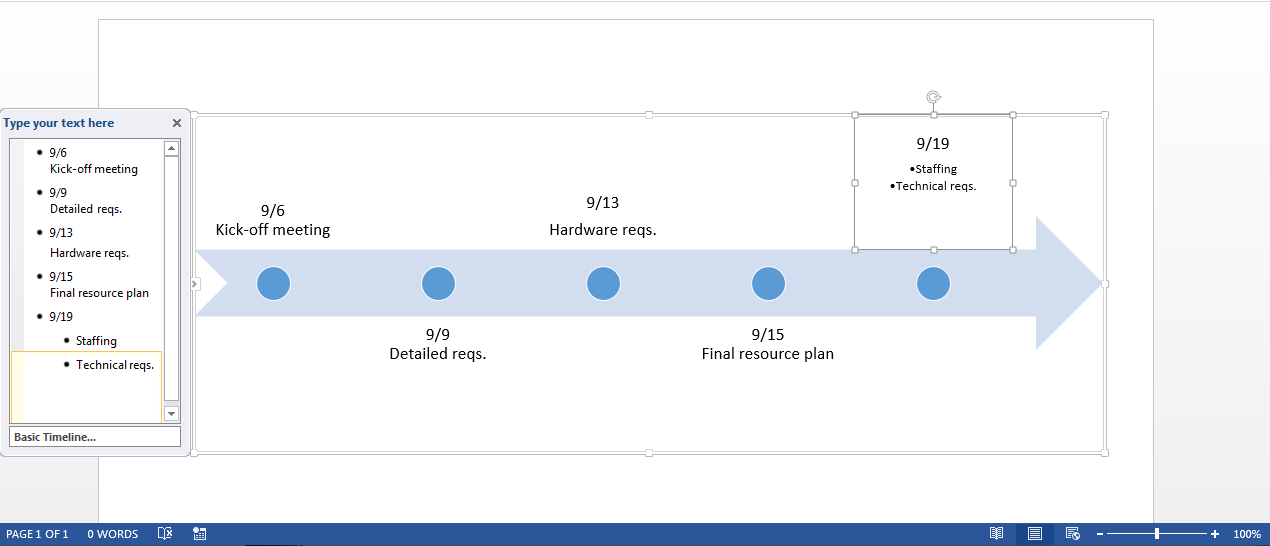 Type your text here
• 9/6
Kick-off meeting
• 9/9
Detailed reqs.
• 9/13
Hardware reqs.
• 9/15
Final resource plan
• 9/19
• Staffing
• Technical reqs.
Basic Timeline...
9/6
Kick-off meeting
9/9
Detailed reqs.
9/13
Hardware reqs.
9/15
Final resource plan
9/19
•Staffing
•Technical reqs.
PAGE 1 OF 1 0 WORDS 100%